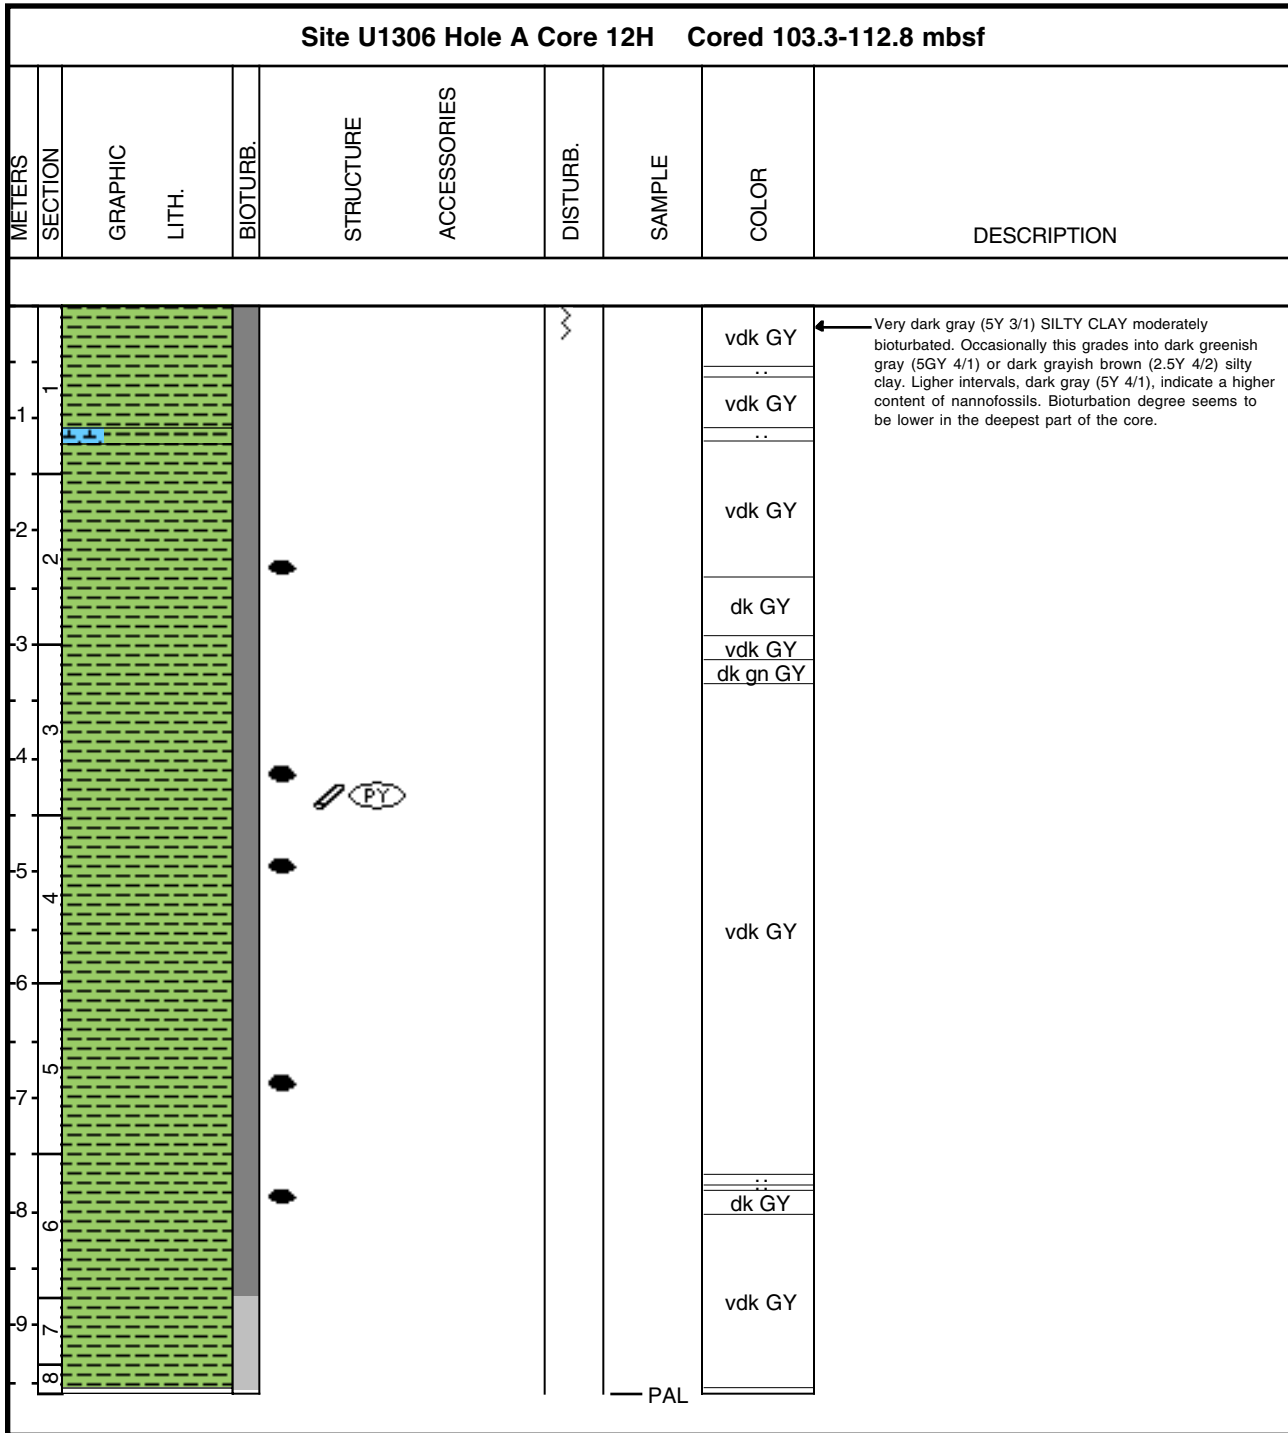 Site U1306 Hole A Core 12H Cored 103.3-112.8 mbsf
METERS
SECTION
GRAPHIC
LITH.
BIOTURB.
STRUCTURE
ACCESSORIES
DISTURB.
SAMPLE
COLOR
DESCRIPTION
1
2
3
4
5
6
7
8
9
1
2
3
4
5
6
7
8
PY
PAL
vdk GY
..
vdk GY
..
vdk GY
dk GY
vdk GY
dk gn GY
vdk GY
..
..
dk GY
vdk GY
Very dark gray (5Y 3/1) SILTY CLAY moderately
bioturbated. Occasionally this grades into dark greenish
gray (5GY 4/1) or dark grayish brown (2.5Y 4/2) silty
clay. Ligher intervals, dark gray (5Y 4/1), indicate a higher
content of nannofossils. Bioturbation degree seems to
be lower in the deepest part of the core.